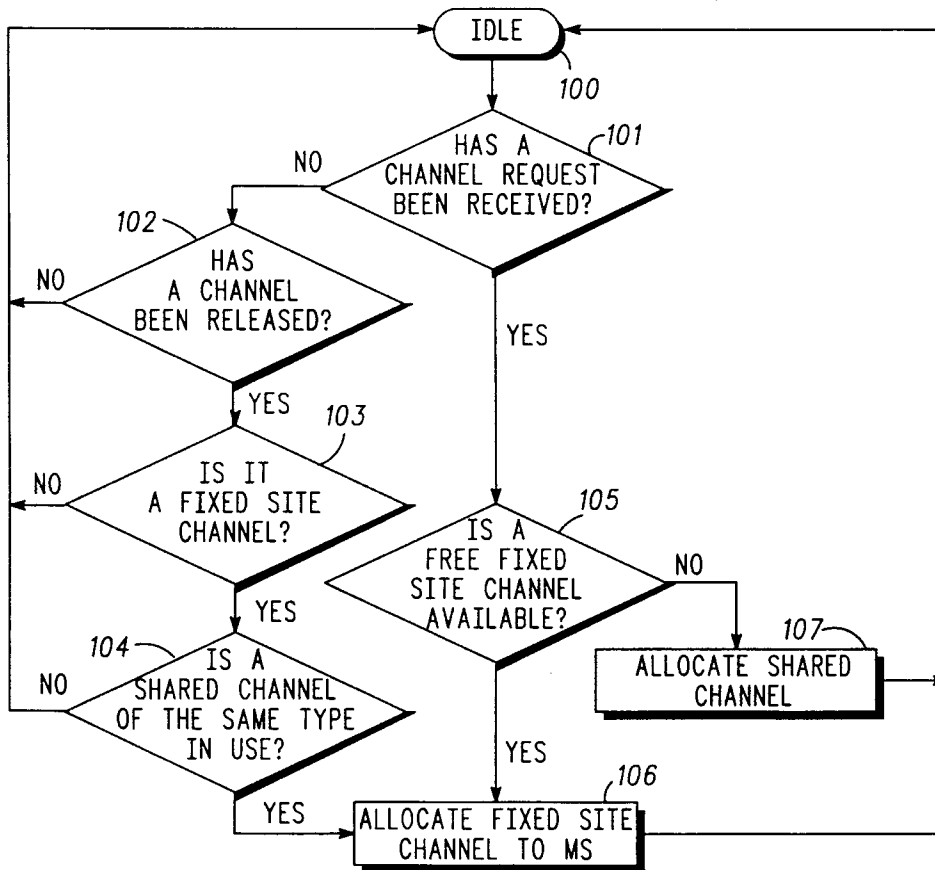 IDLE
100
HAS A
CHANNEL REQUEST
BEEN RECEIVED?
101
NO
102
HAS
A CHANNEL
BEEN RELEASED?
NO
YES
YES
103
IS IT
A FIXED SITE
CHANNEL?
NO
105
IS A
FREE FIXED
SITE CHANNEL
AVAILABLE?
NO
YES
104
IS A
SHARED CHANNEL
OF THE SAME TYPE
IN USE?
NO
107
ALLOCATE SHARED
CHANNEL
YES
YES
106
ALLOCATE FIXED SITE
CHANNEL TO MS